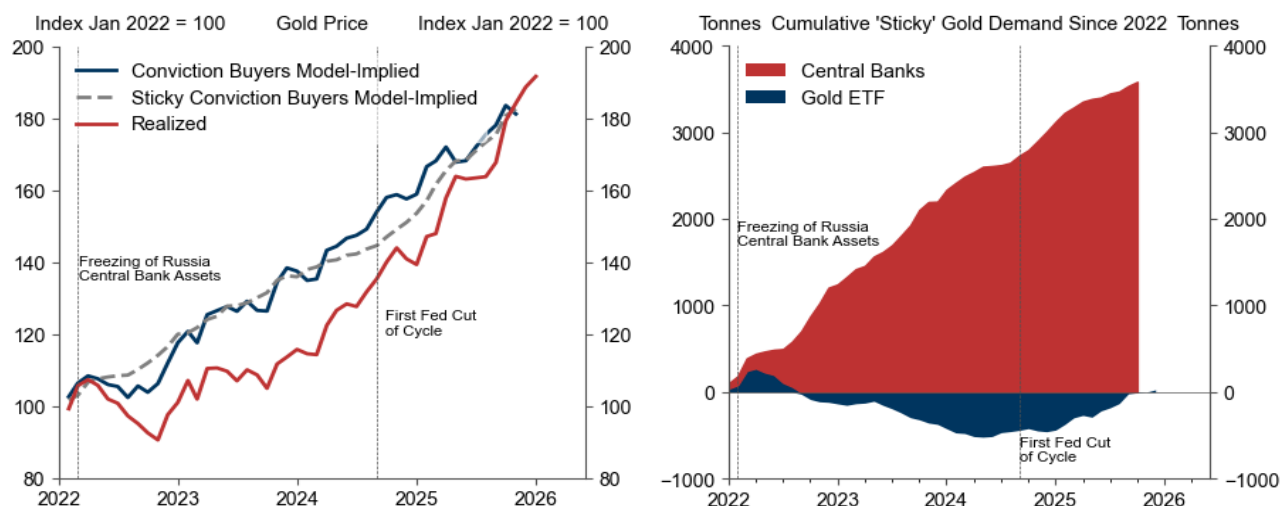 Index Jan 2022 = 100 Gold Price Index Jan 2022 = 100
200 200
Conviction Buyers Model-Implied
Sticky Conviction Buyers Model-Implied
Realized
180 180
160 160
140 140
Freezing of Russia
Central Bank Assets
120 120
First Fed Cut
of Cycle
100 100
80 80
2022 2023 2024 2025 2026
Tonnes Cumulative 'Sticky' Gold Demand Since 2022 Tonnes
4000 4000
Central Banks
Gold ETF
3000 3000
2000 2000
Freezing of Russia
Central Bank Assets
1000 1000
0 0
First Fed Cut
of Cycle
−1000 −1000
2022 2023 2024 2025 2026